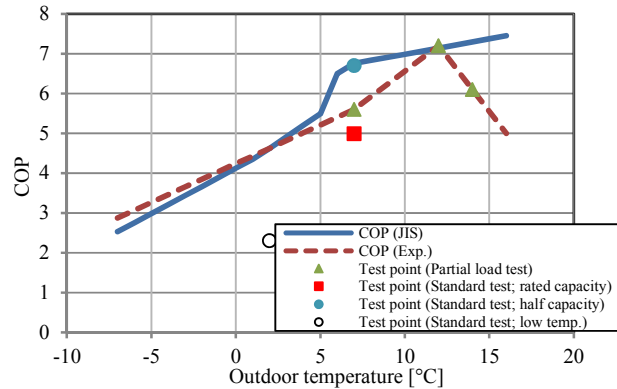 8
7
6
5
4
3
2
1
0
COP
-10
-5
0
5
10
15
20
Outdoor temperature [°C]
COP (JIS)
COP (Exp.)
Test point (Partial load test)
Test point (Standard test; rated capacity)
Test point (Standard test; half capacity)
Test point (Standard test; low temp.)